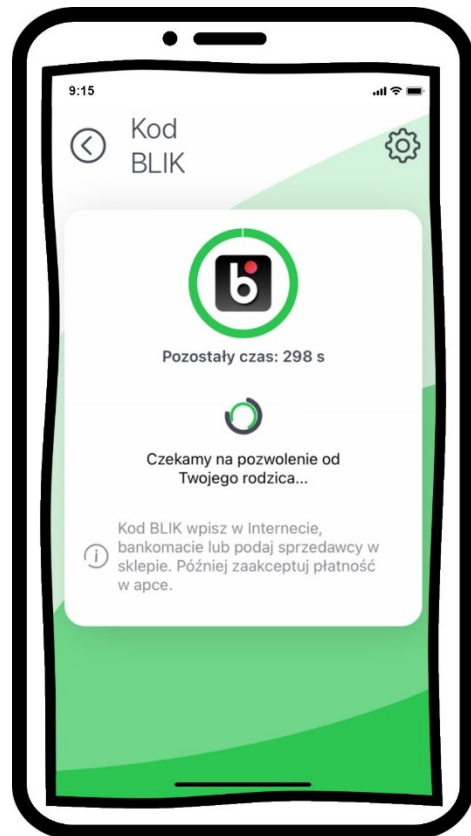 9:15
Kod
BLIK
b
Pozostały czas: 298 s
Czekamy na pozwolenie od
Twojego rodzica...
Kod BLIK wpisz w Internecie,
bankomacie lub podaj sprzedawcy w
sklepie. Później zaakceptuj płatność
w apce.